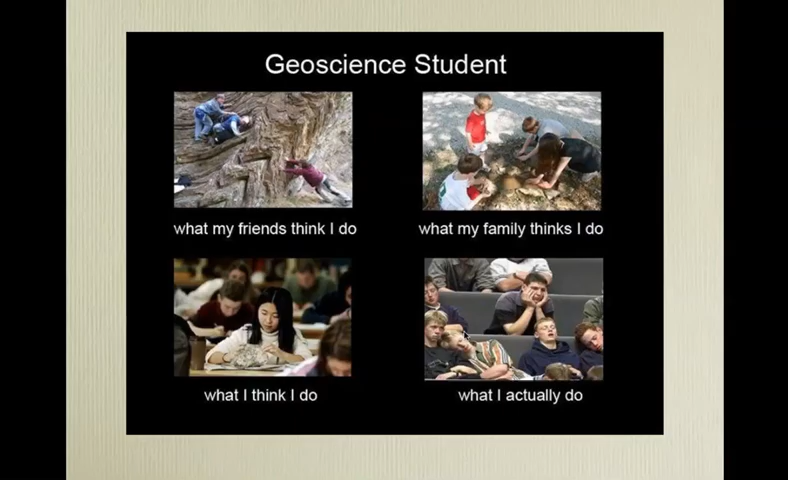 Geoscience Student
what my friends think I do
what my family thinks I do
what I think I do
what I actually do